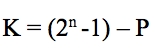 K = (2ⁿ -1) – P